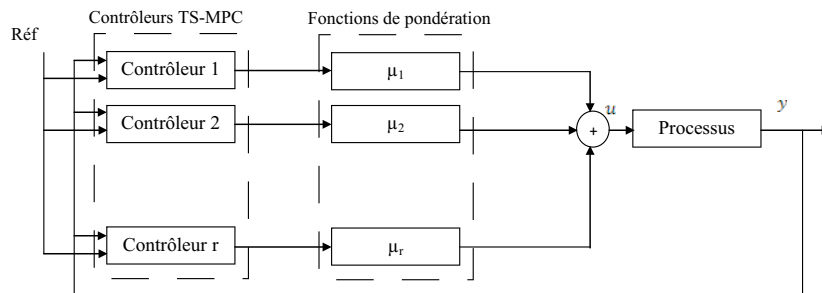 Contrôleurs TS-MPC
Fonctions de pondération
Réf
Contrôleur 1
μ1
Contrôleur 2
μ2
+
u
Processus
y
Contrôleur r
μr